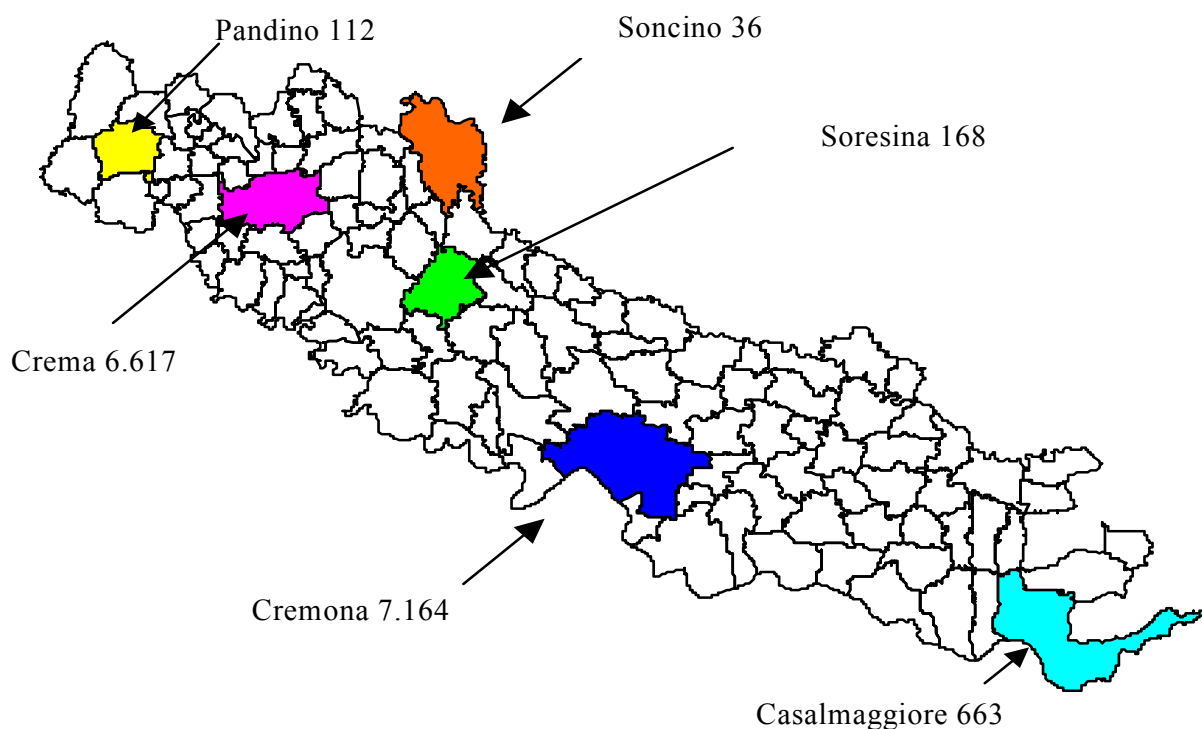 Pandino 112
Soncino 36
Soresina 168
Crema 6.617
Cremona 7.164
Casalmaggiore 663